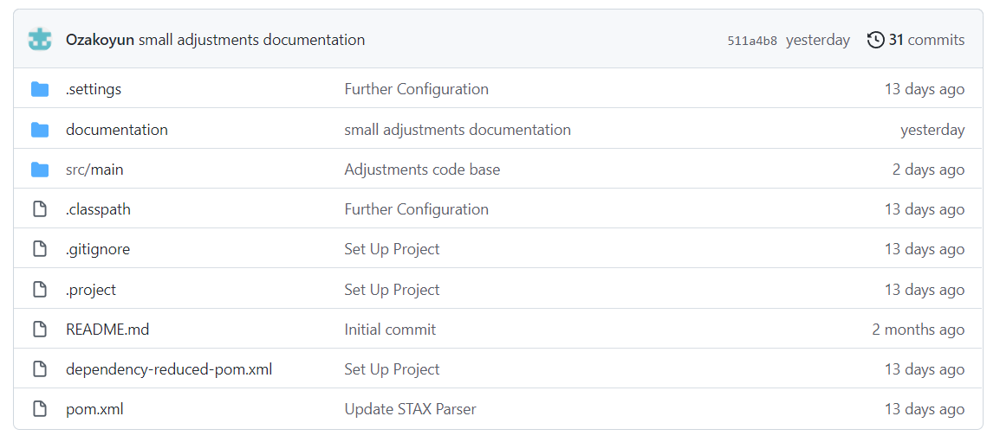 Ozakoyun small adjustments documentation 511a4b8 yesterday 31 commits
.settings Further Configuration 13 days ago
documentation small adjustments documentation yesterday
src/main Adjustments code base 2 days ago
.classpath Further Configuration 13 days ago
.gitignore Set Up Project 13 days ago
.project Set Up Project 13 days ago
README.md Initial commit 2 months ago
dependency-reduced-pom.xml Set Up Project 13 days ago
pom.xml Update STAX Parser 13 days ago